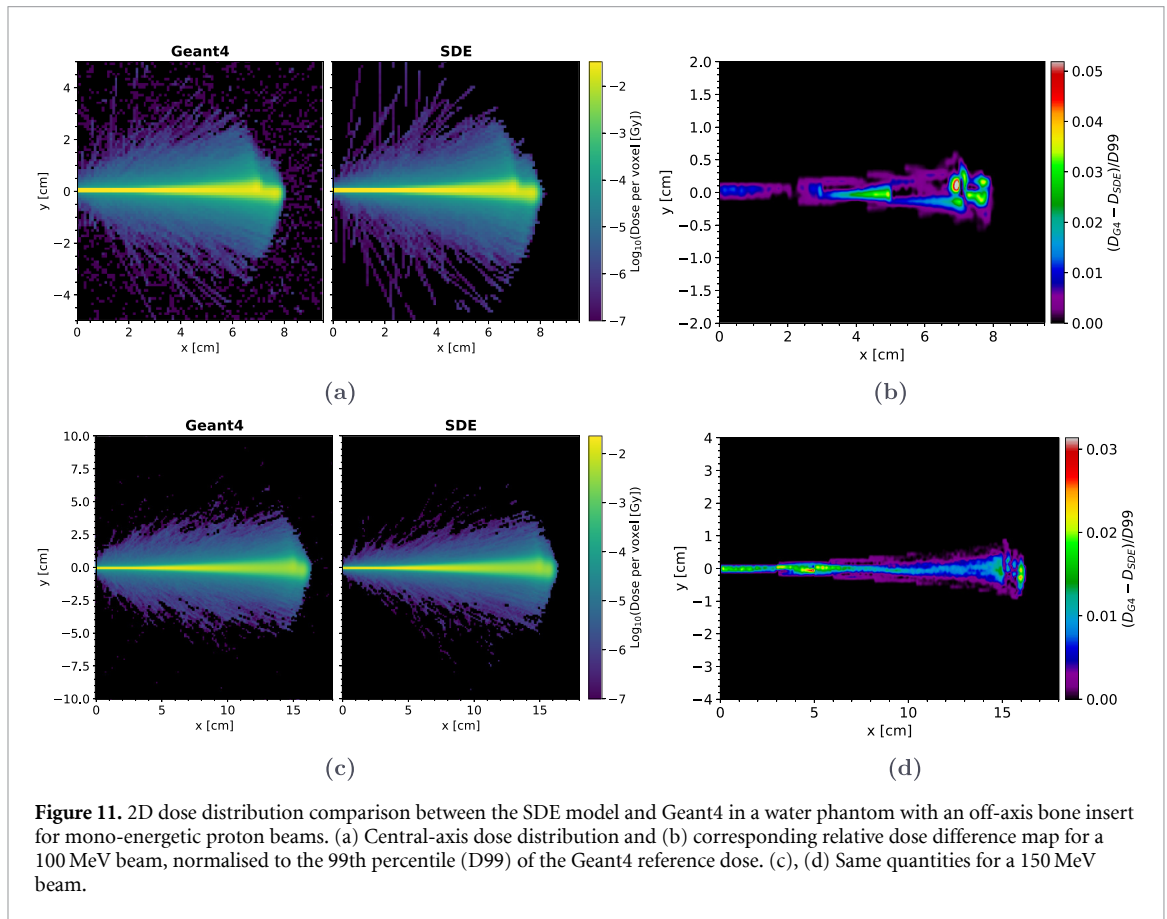 Geant4
SDE
4
2
0
−2
−4
y [cm]
0 2 4 6 8
x [cm]
0 2 4 6 8
x [cm]
−2
−3
−4
−5
−6
−7
Log₁₀(Dose per voxel [Gy])
(a)
2.0
1.5
1.0
0.5
0.0
−0.5
−1.0
−1.5
−2.0
y [cm]
0 2 4 6 8
x [cm]
0.05
0.04
0.03
0.02
0.01
0.00
(D_G4 − D_SDE)/D99
(b)
Geant4
SDE
10.0
7.5
5.0
2.5
0.0
−2.5
−5.0
−7.5
−10.0
y [cm]
0 5 10 15
x [cm]
0 5 10 15
x [cm]
−2
−3
−4
−5
−6
−7
Log₁₀(Dose per voxel [Gy])
(c)
4
3
2
1
0
−1
−2
−3
−4
y [cm]
0 5 10 15
x [cm]
0.03
0.02
0.01
0.00
(D_G4 − D_SDE)/D99
(d)
Figure 11. 2D dose distribution comparison between the SDE model and Geant4 in a water phantom with an off-axis bone insert
for mono-energetic proton beams. (a) Central-axis dose distribution and (b) corresponding relative dose difference map for a
100 MeV beam, normalised to the 99th percentile (D99) of the Geant4 reference dose. (c), (d) Same quantities for a 150 MeV
beam.